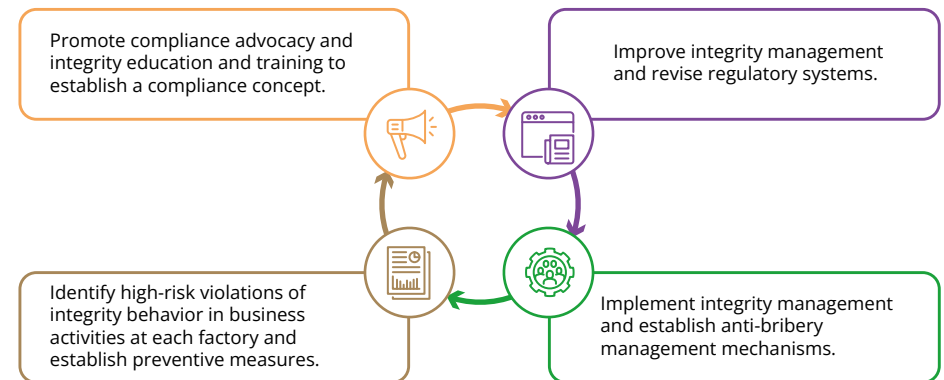 Promote compliance advocacy and
integrity education and training to
establish a compliance concept.
Improve integrity management
and revise regulatory systems.
Identify high-risk violations of
integrity behavior in business
activities at each factory and
establish preventive measures.
Implement integrity management
and establish anti-bribery
management mechanisms.